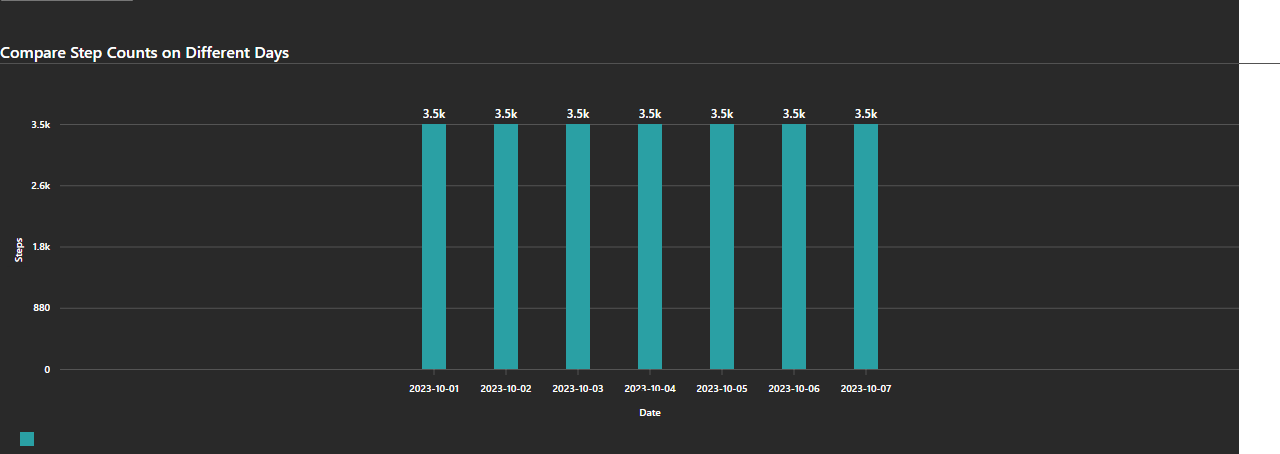 Compare Step Counts on Different Days
3.5k 3.5k 3.5k 3.5k 3.5k 3.5k 3.5k
3.5k
2.6k
1.8k
880
0
Steps
2023-10-01 2023-10-02 2023-10-03 2023-10-04 2023-10-05 2023-10-06 2023-10-07
Date